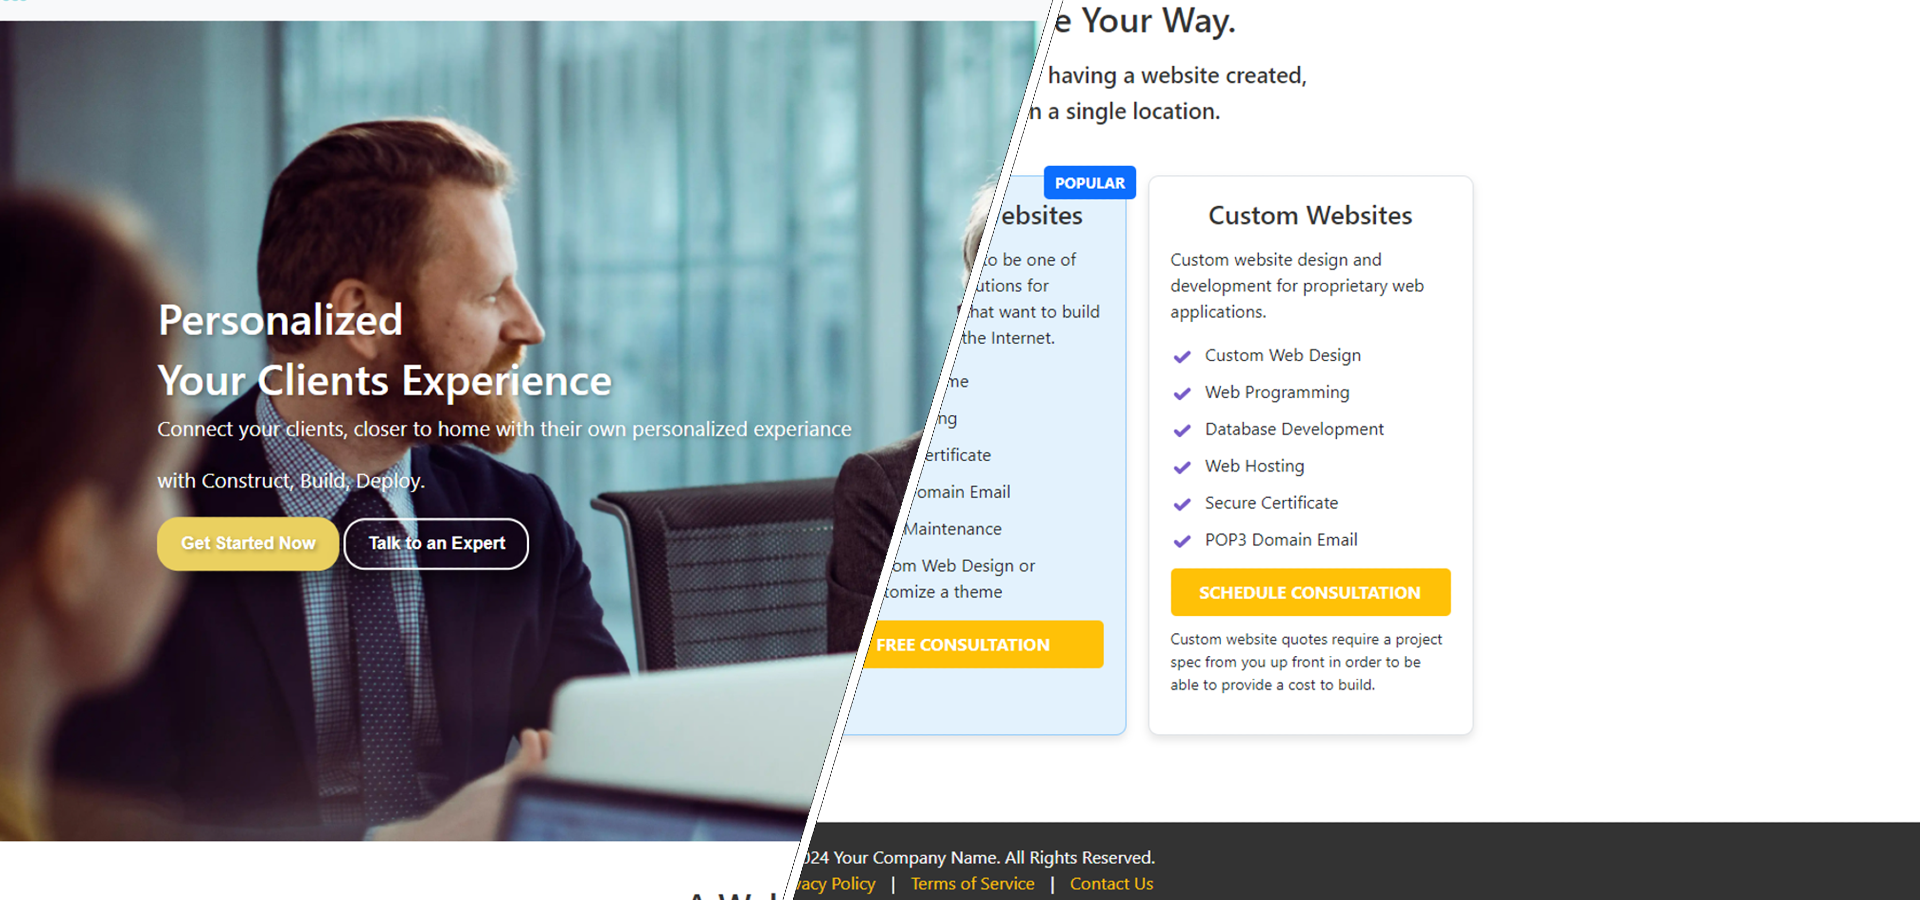 Personalized
Your Clients Experience
Connect your clients, closer to home with their own personalized experiance
with Construct, Build, Deploy.
Get Started Now
Talk to an Expert
e Your Way.
having a website created,
n a single location.
POPULAR
ebsites
to be one of
utions for
that want to build
the Internet.
me
ng
ertificate
omain Email
Maintenance
om Web Design or
tomize a theme
FREE CONSULTATION
Custom Websites
Custom website design and
development for proprietary web
applications.
Custom Web Design
Web Programming
Database Development
Web Hosting
Secure Certificate
POP3 Domain Email
SCHEDULE CONSULTATION
Custom website quotes require a project
spec from you up front in order to be
able to provide a cost to build.
024 Your Company Name. All Rights Reserved.
vacy Policy | Terms of Service | Contact Us